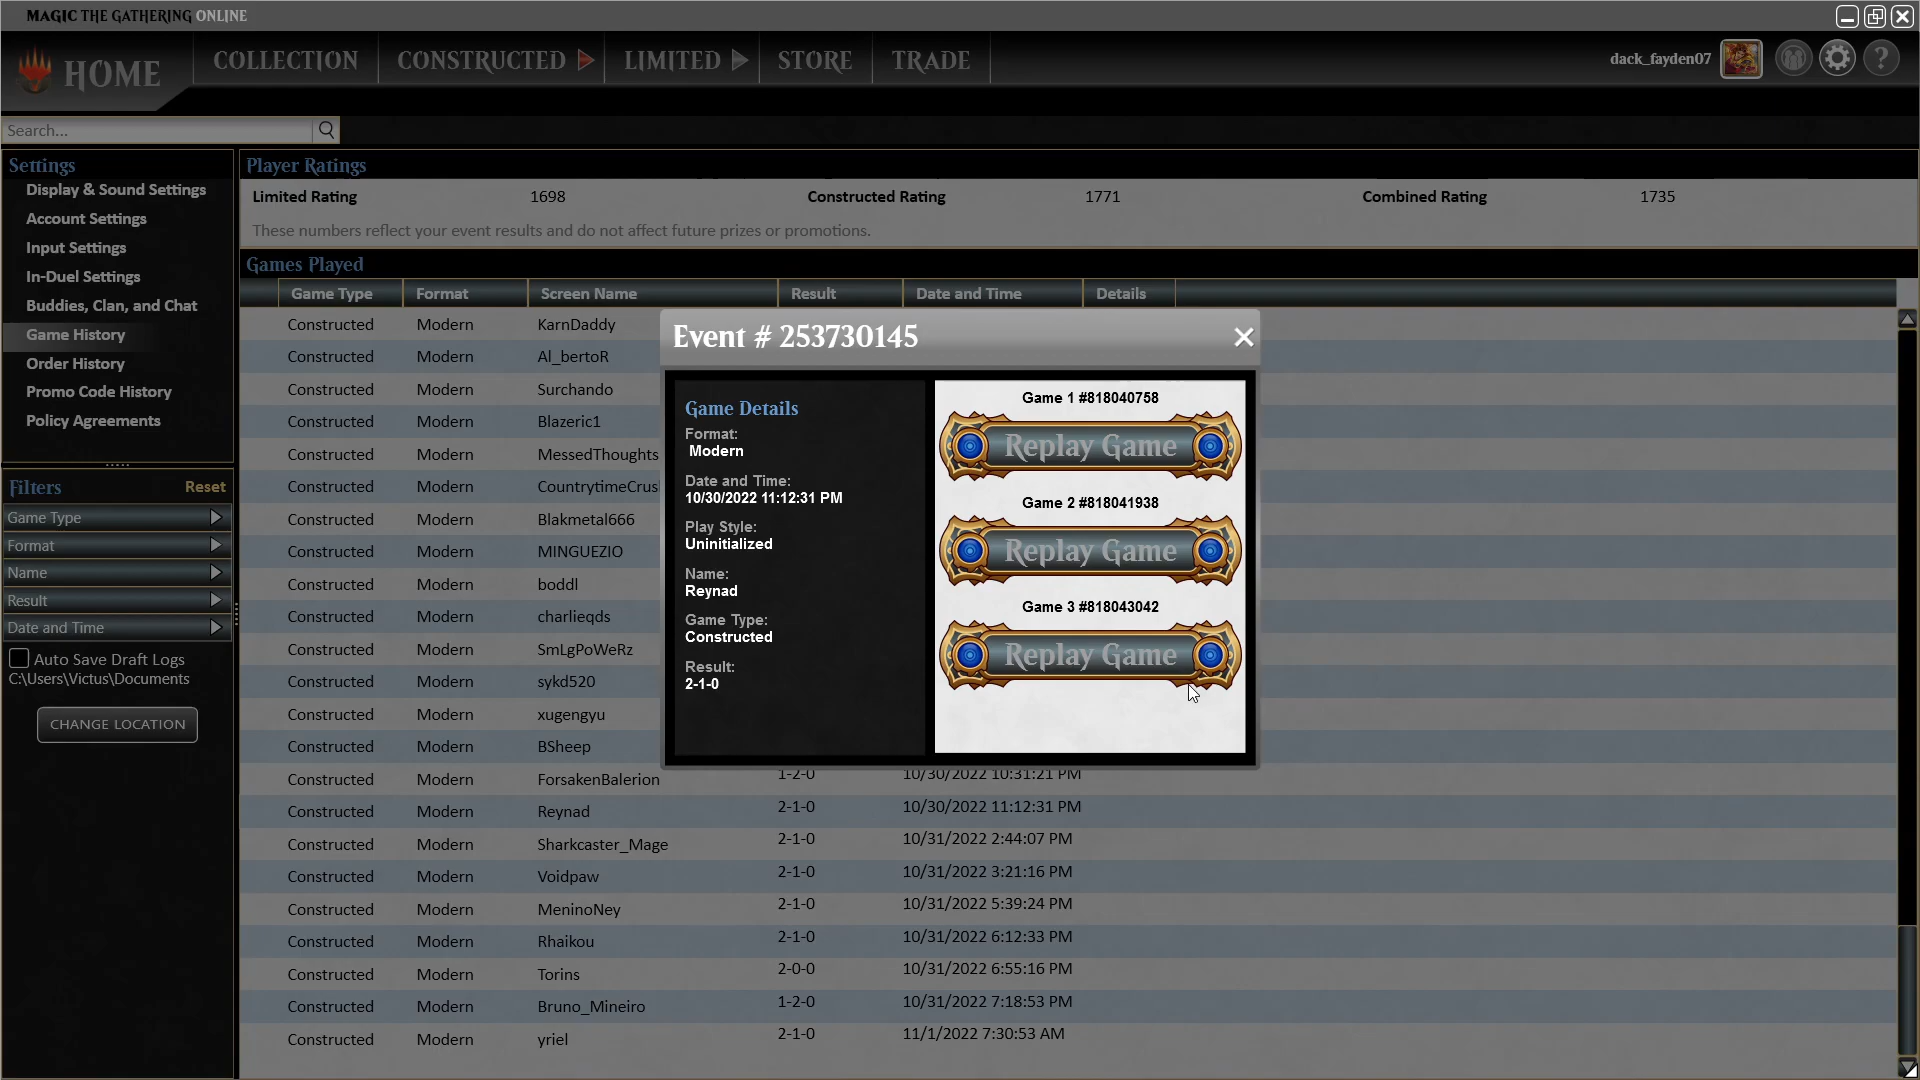 MAGIC THE GATHERING ONLINE
HOME
COLLECTION
CONSTRUCTED
LIMITED
STORE
TRADE
dack_fayden07
?
Search...
Settings
Display & Sound Settings
Account Settings
Input Settings
In-Duel Settings
Buddies, Clan, and Chat
Game History
Order History
Promo Code History
Policy Agreements
Filters Reset
Game Type
Format
Name
Result
Date and Time
Auto Save Draft Logs
C:\Users\Victus\Documents
CHANGE LOCATION
Player Ratings
Limited Rating 1698 Constructed Rating 1771 Combined Rating 1735
These numbers reflect your event results and do not affect future prizes or promotions.
Games Played
Game Type Format Screen Name Result Date and Time Details
Constructed Modern KarnDaddy
Constructed Modern Al_bertoR
Constructed Modern Surchando
Constructed Modern Blazeric1
Constructed Modern MessedThoughts
Constructed Modern CountrytimeCrus
Constructed Modern Blakmetal666
Constructed Modern MINGUEZIO
Constructed Modern boddl
Constructed Modern charlieqds
Constructed Modern SmLgPoWeRz
Constructed Modern sykd520
Constructed Modern xugengyu
Constructed Modern BSheep
Constructed Modern ForsakenBalerion 1-2-0 10/30/2022 10:31:21 PM
Constructed Modern Reynad 2-1-0 10/30/2022 11:12:31 PM
Constructed Modern Sharkcaster_Mage 2-1-0 10/31/2022 2:44:07 PM
Constructed Modern Voidpaw 2-1-0 10/31/2022 3:21:16 PM
Constructed Modern MeninoNey 2-1-0 10/31/2022 5:39:24 PM
Constructed Modern Rhaikou 2-1-0 10/31/2022 6:12:33 PM
Constructed Modern Torins 2-0-0 10/31/2022 6:55:16 PM
Constructed Modern Bruno_Mineiro 1-2-0 10/31/2022 7:18:53 PM
Constructed Modern yriel 2-1-0 11/1/2022 7:30:53 AM
Event # 253730145
Game Details
Format:
Modern
Date and Time:
10/30/2022 11:12:31 PM
Play Style:
Uninitialized
Name:
Reynad
Game Type:
Constructed
Result:
2-1-0
Game 1 #818040758
Replay Game
Game 2 #818041938
Replay Game
Game 3 #818043042
Replay Game